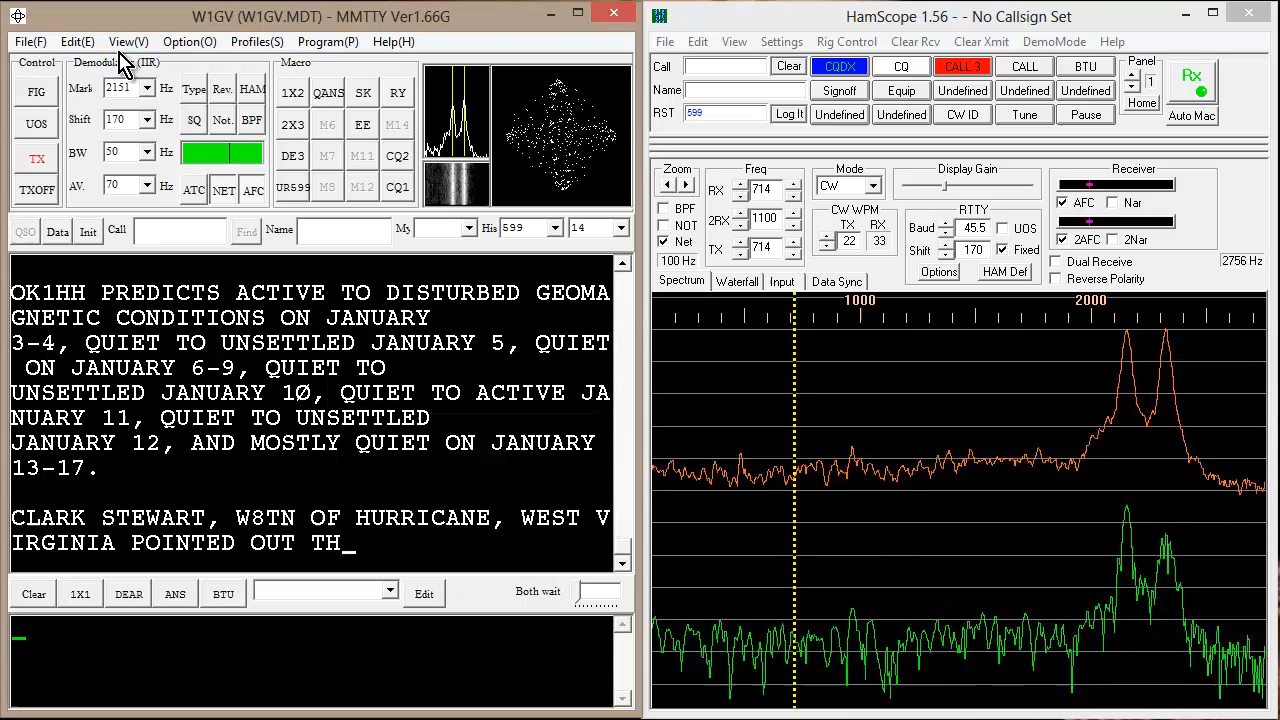 W1GV (W1GV.MDT) - MMTTY Ver1.66G
File(F) Edit(E) View(V) Option(O) Profiles(S) Program(P) Help(H)
Control
FIG
UOS
TX
TXOFF
(IIR)
Mark 2151 Hz
Shift 170 Hz
BW 50 Hz
AV. 70 Hz
Type Rev. HAM
SQ Not. BPF
ATC NET AFC
Macro
1X2 QANS SK RY
2X3 M6 EE M14
DE3 M7 M11 CQ2
UR599 M8 M12 CQ1
QSO Data Init Call Find Name My His 599 14
OK1HH PREDICTS ACTIVE TO DISTURBED GEOMA
GNETIC CONDITIONS ON JANUARY
3-4, QUIET TO UNSETTLED JANUARY 5, QUIET
ON JANUARY 6-9, QUIET TO
UNSETTLED JANUARY 1Ø, QUIET TO ACTIVE JA
NUARY 11, QUIET TO UNSETTLED
JANUARY 12, AND MOSTLY QUIET ON JANUARY
13-17.
CLARK STEWART, W8TN OF HURRICANE, WEST V
IRGINIA POINTED OUT TH_
Clear 1X1 DEAR ANS BTU Edit Both wait
HamScope 1.56 - - No Callsign Set
File Edit View Settings Rig Control Clear Rcv Clear Xmit DemoMode Help
Call Clear CQDX CQ CALL 3 CALL BTU
Name Signoff Equip Undefined Undefined Undefined
RST 599 Log It Undefined Undefined CW ID Tune Pause
Panel
1
Home
Rx
Auto Mac
Zoom
BPF
NOT
Net
100 Hz
Freq
RX 714
2RX 1100
TX 714
Mode
CW
CW WPM
TX RX
22 33
Display Gain
RTTY
Baud 45.5 UOS
Shift 170 Fixed
Options HAM Def
Receiver
AFC Nar
2AFC 2Nar
Dual Receive 2756 Hz
Reverse Polarity
Spectrum Waterfall Input Data Sync
1000 2000